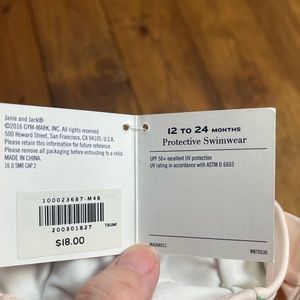 Janie and Jack®
©2016 GYM-MARK, INC. All rights reserved.
500 Howard Street, San Francisco, CA 94105, U.S.A.
Please retain this information for future reference.
Please remove all packaging before entrusting to a child.
MADE IN CHINA.
16.0 SMR CAP 2
100023687-M48
200301827
TBUMF
$18.00
12 TO 24 MONTHS
Protective Swimwear
UPF 50+ excellent UV protection
UV rating in accordance with ASTM D 6603
RN70530